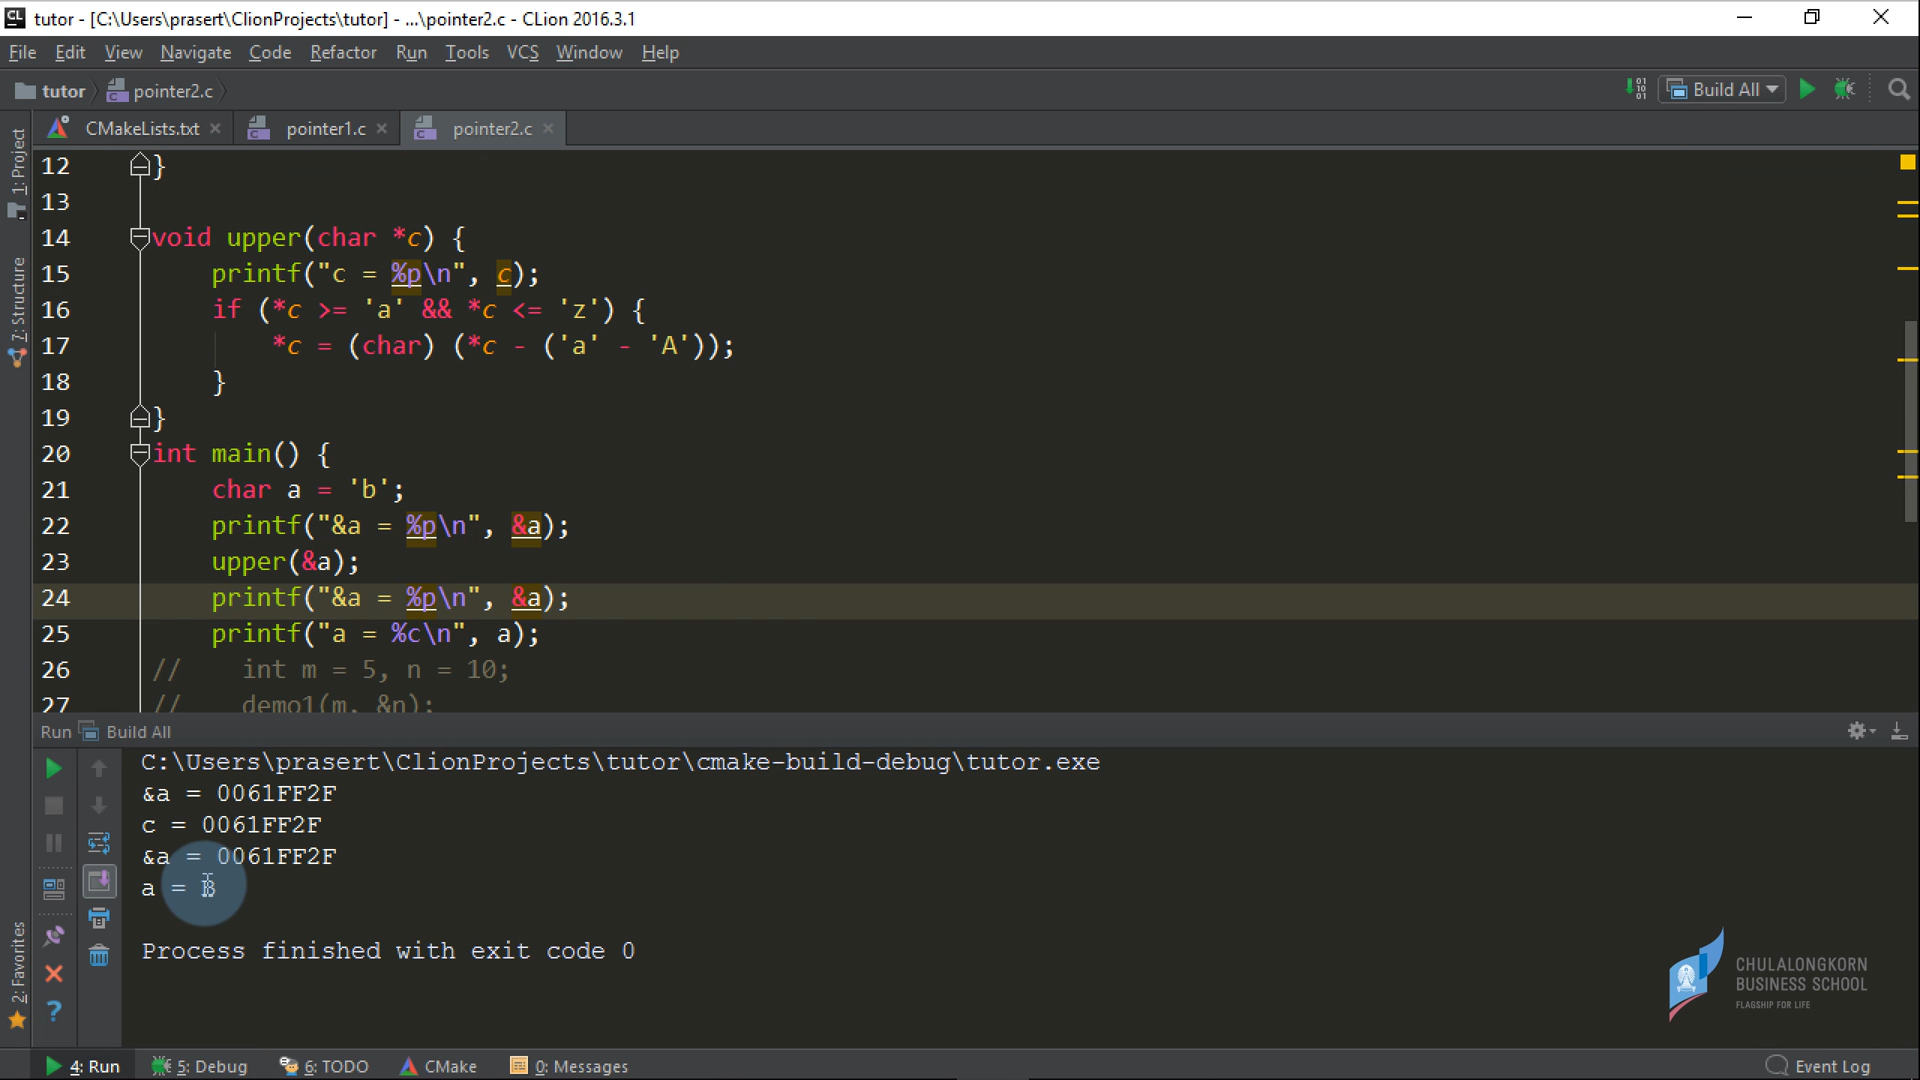 tutor - [C:\Users\prasert\ClionProjects\tutor] - ...\pointer2.c - CLion 2016.3.1
File Edit View Navigate Code Refactor Run Tools VCS Window Help
tutor pointer2.c Build All
CMakeLists.txt pointer1.c pointer2.c
1: Project
7: Structure
2: Favorites
12 }
13
14 void upper(char *c) {
15 printf("c = %p\n", c);
16 if (*c >= 'a' && *c <= 'z') {
17 *c = (char) (*c - ('a' - 'A'));
18 }
19 }
20 int main() {
21 char a = 'b';
22 printf("&a = %p\n", &a);
23 upper(&a);
24 printf("&a = %p\n", &a);
25 printf("a = %c\n", a);
26 // int m = 5, n = 10;
27 // demo1(m, &n);
Run Build All
C:\Users\prasert\ClionProjects\tutor\cmake-build-debug\tutor.exe
&a = 0061FF2F
c = 0061FF2F
&a = 0061FF2F
a = B
Process finished with exit code 0
CHULALONGKORN
BUSINESS SCHOOL
FLAGSHIP FOR LIFE
4: Run 5: Debug 6: TODO CMake 0: Messages Event Log